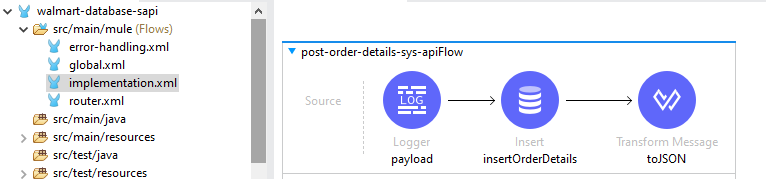 walmart-database-sapi
src/main/mule (Flows)
error-handling.xml
global.xml
implementation.xml
router.xml
src/main/java
src/main/resources
src/test/java
src/test/resources
post-order-details-sys-apiFlow
Source
LOG
Logger
payload
Insert
insertOrderDetails
Transform Message
toJSON